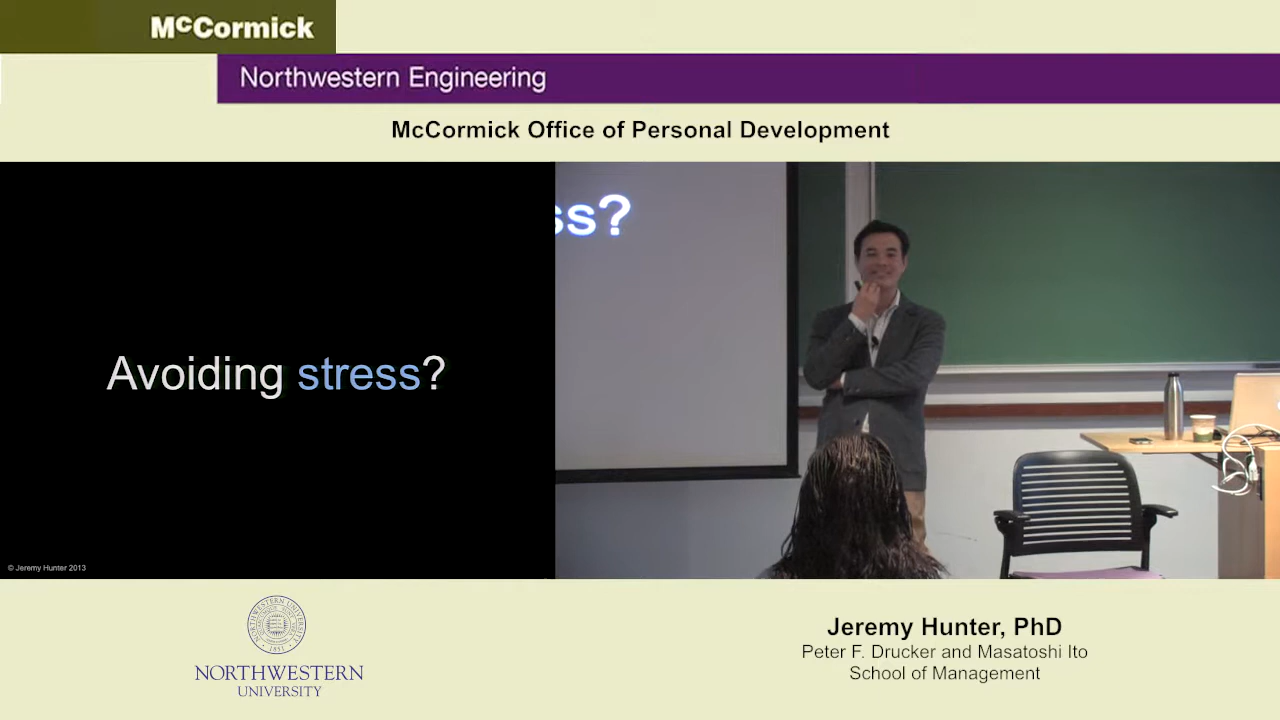 McCormick
Northwestern Engineering
McCormick Office of Personal Development
ss?
Avoiding stress?
© Jeremy Hunter 2013
NORTHWESTERN
UNIVERSITY
Jeremy Hunter, PhD
Peter F. Drucker and Masatoshi Ito
School of Management